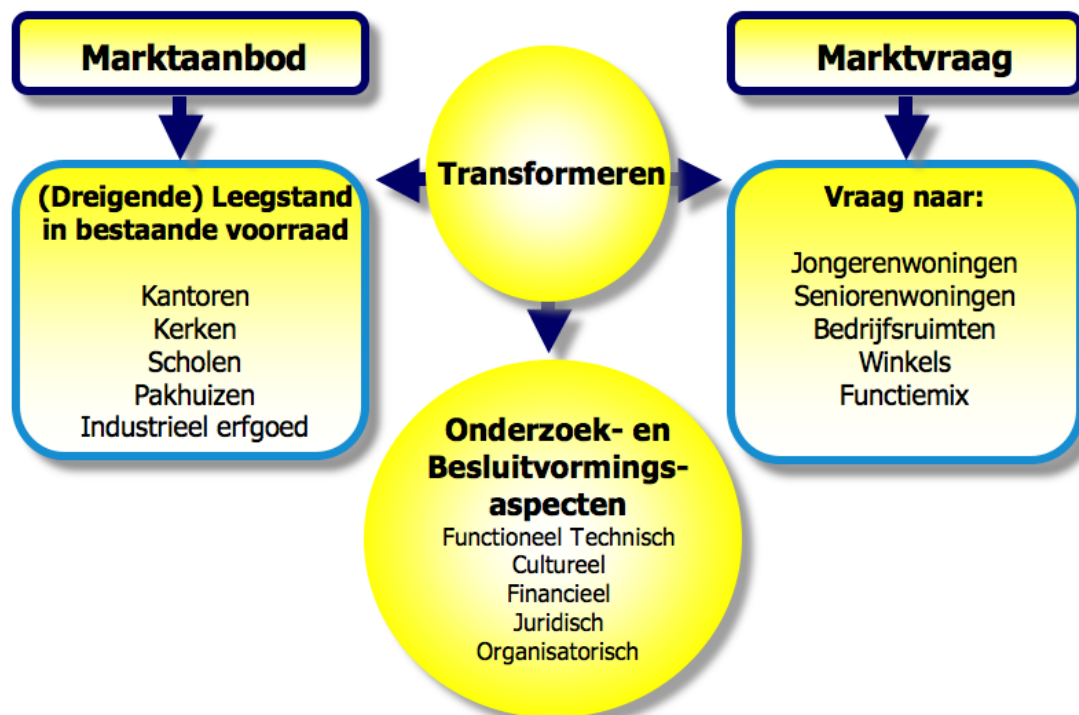 Marktaanbod
(Dreigende) Leegstand
in bestaande voorraad
Kantoren
Kerken
Scholen
Pakhuizen
Industrieel erfgoed
Transformeren
Marktvraag
Vraag naar:
Jongerenwoningen
Seniorenwoningen
Bedrijfsruimten
Winkels
Functiemix
Onderzoek- en
Besluitvormings-
aspecten
Functioneel Technisch
Cultureel
Financieel
Juridisch
Organisatorisch